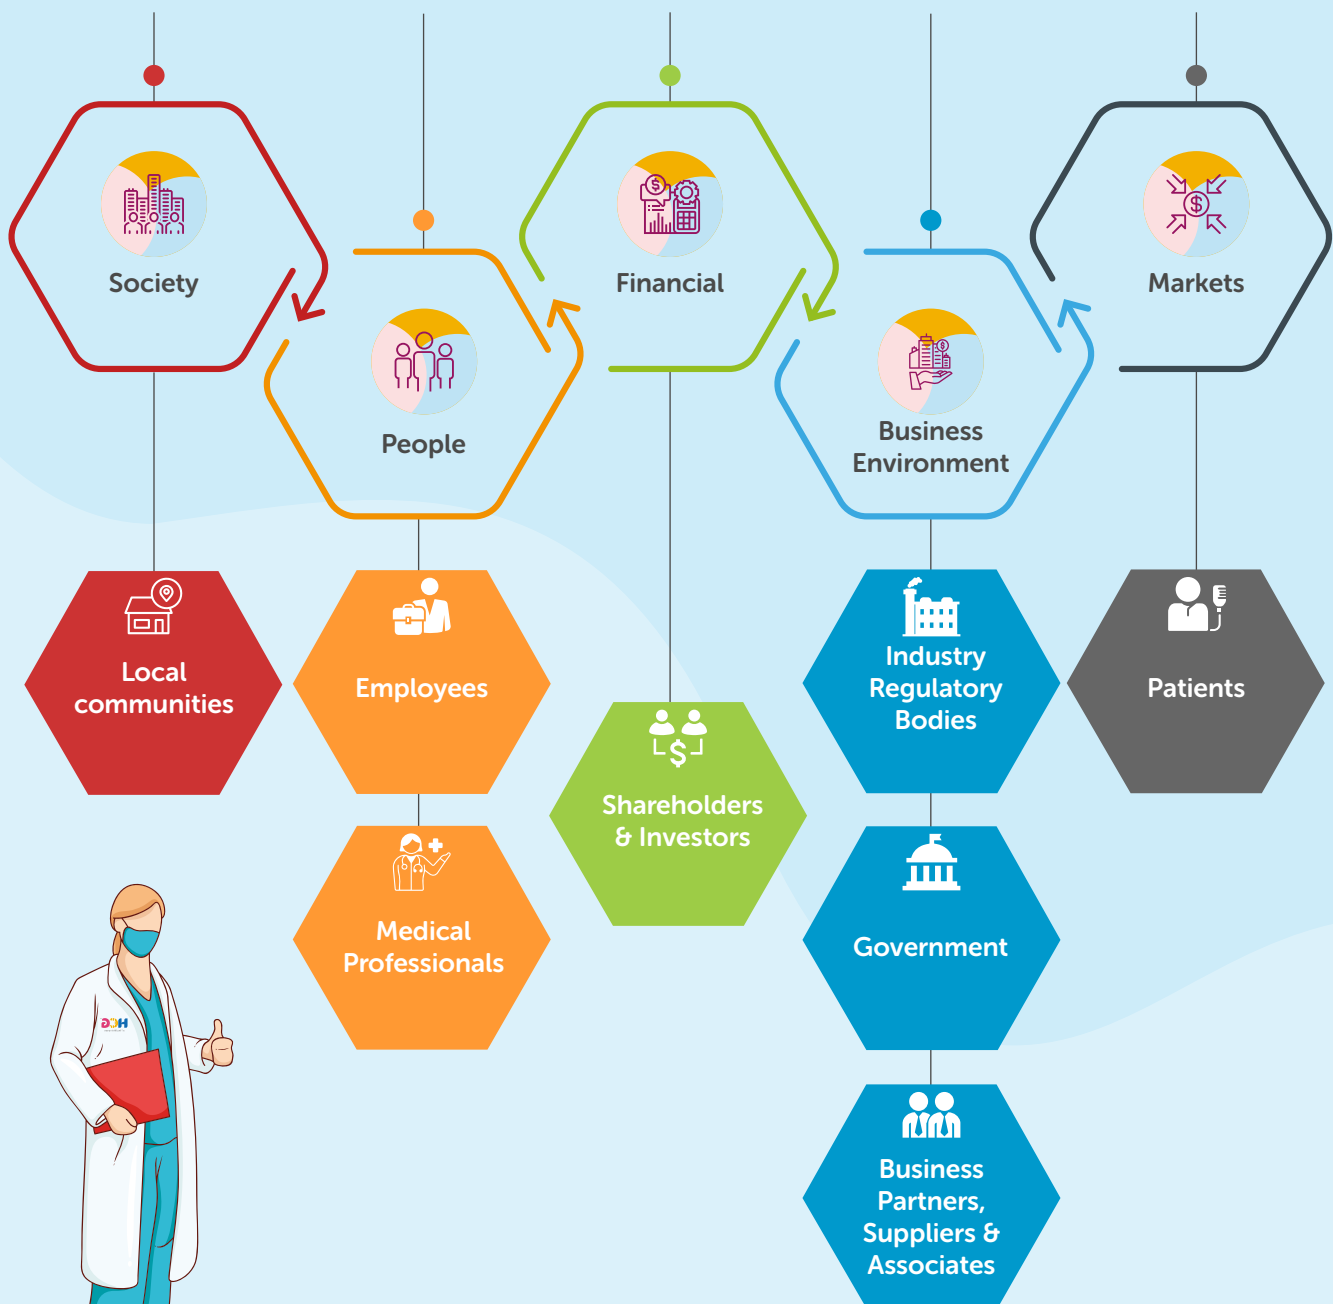 Society
People
Financial
Business
Environment
Markets
Local
communities
Employees
Medical
Professionals
Shareholders
& Investors
Industry
Regulatory
Bodies
Government
Business
Partners,
Suppliers &
Associates
Patients